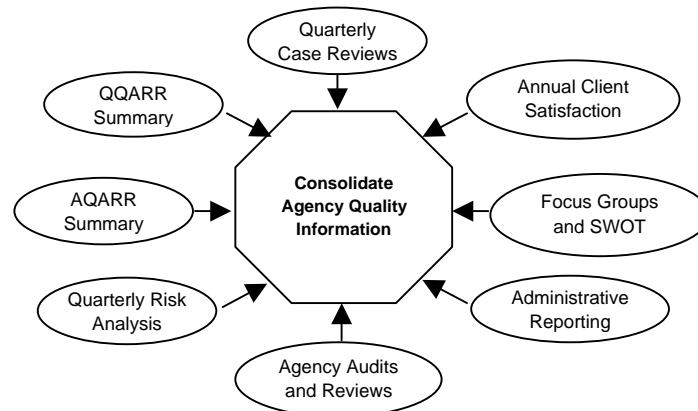 Quarterly
Case Reviews
QQARR
Summary
Annual Client
Satisfaction
AQARR
Summary
Consolidate
Agency Quality
Information
Focus Groups
and SWOT
Quarterly Risk
Analysis
Administrative
Reporting
Agency Audits
and Reviews